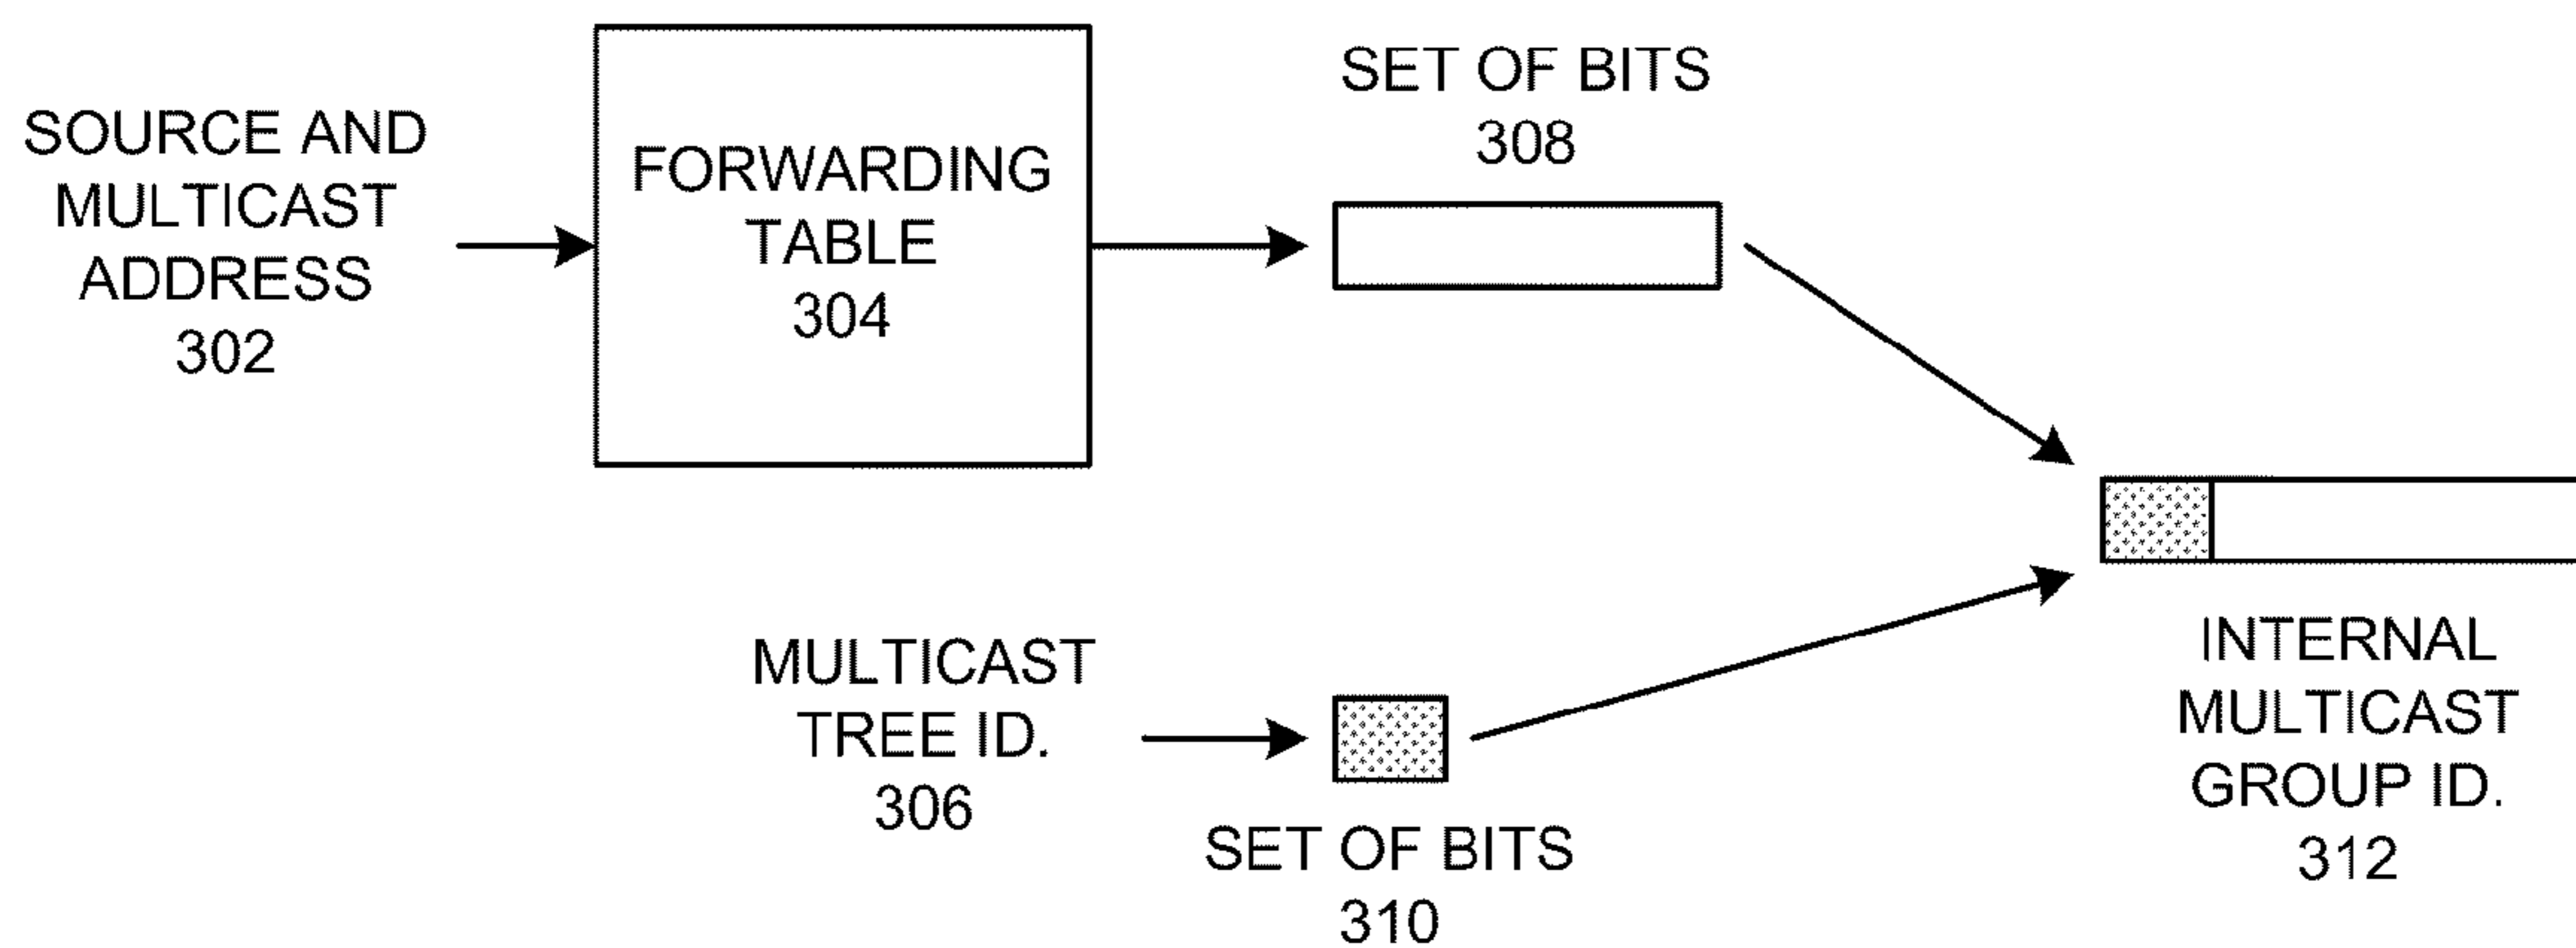 SOURCE AND
MULTICAST
ADDRESS
302
FORWARDING
TABLE
304
SET OF BITS
308
MULTICAST
TREE ID.
306
SET OF BITS
310
INTERNAL
MULTICAST
GROUP ID.
312